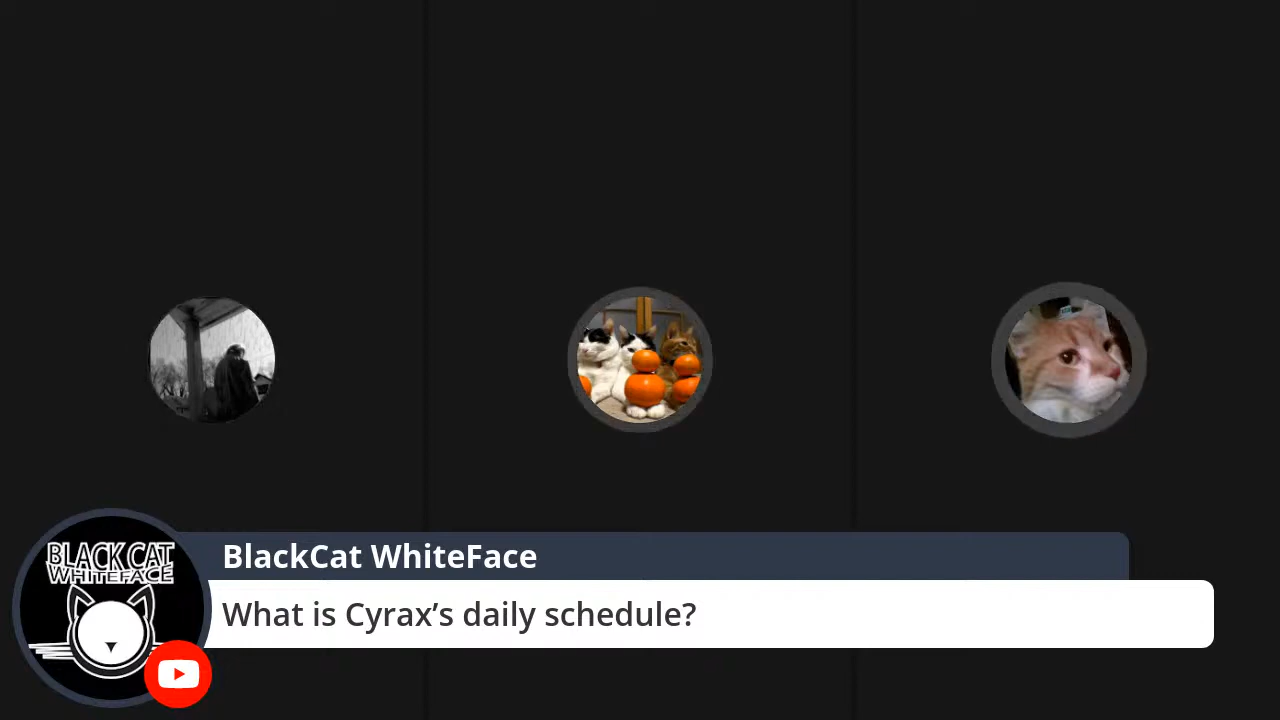 BLACK CAT
WHITEFACE
BlackCat WhiteFace
What is Cyrax’s daily schedule?